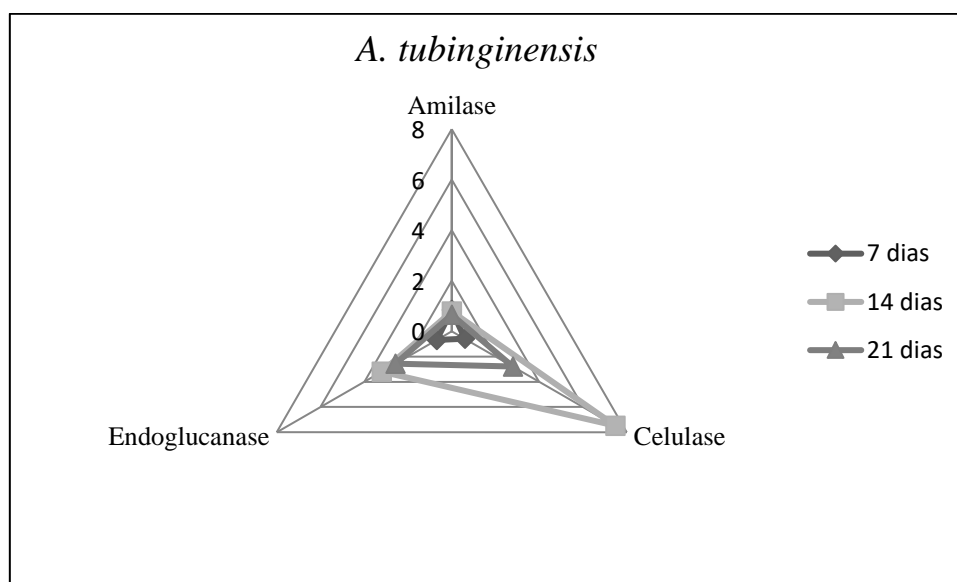 A. tubinginensis
Amilase
8
6
4
2
0
Endoglucanase
Celulase
7 dias
14 dias
21 dias